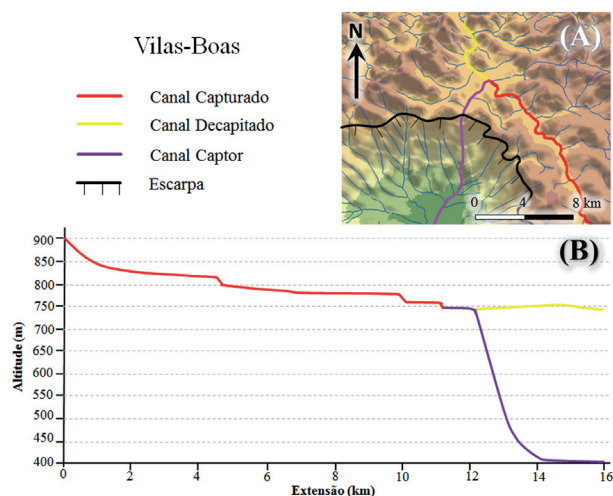 Vilas-Boas
Canal Capturado
Canal Decapitado
Canal Captor
Escarpa
(A)
N
0 4 8 km
(B)
Altitude (m)
900
850
800
750
700
650
600
550
500
450
400
0 2 4 6 8 10 12 14 16
Extensão (km)